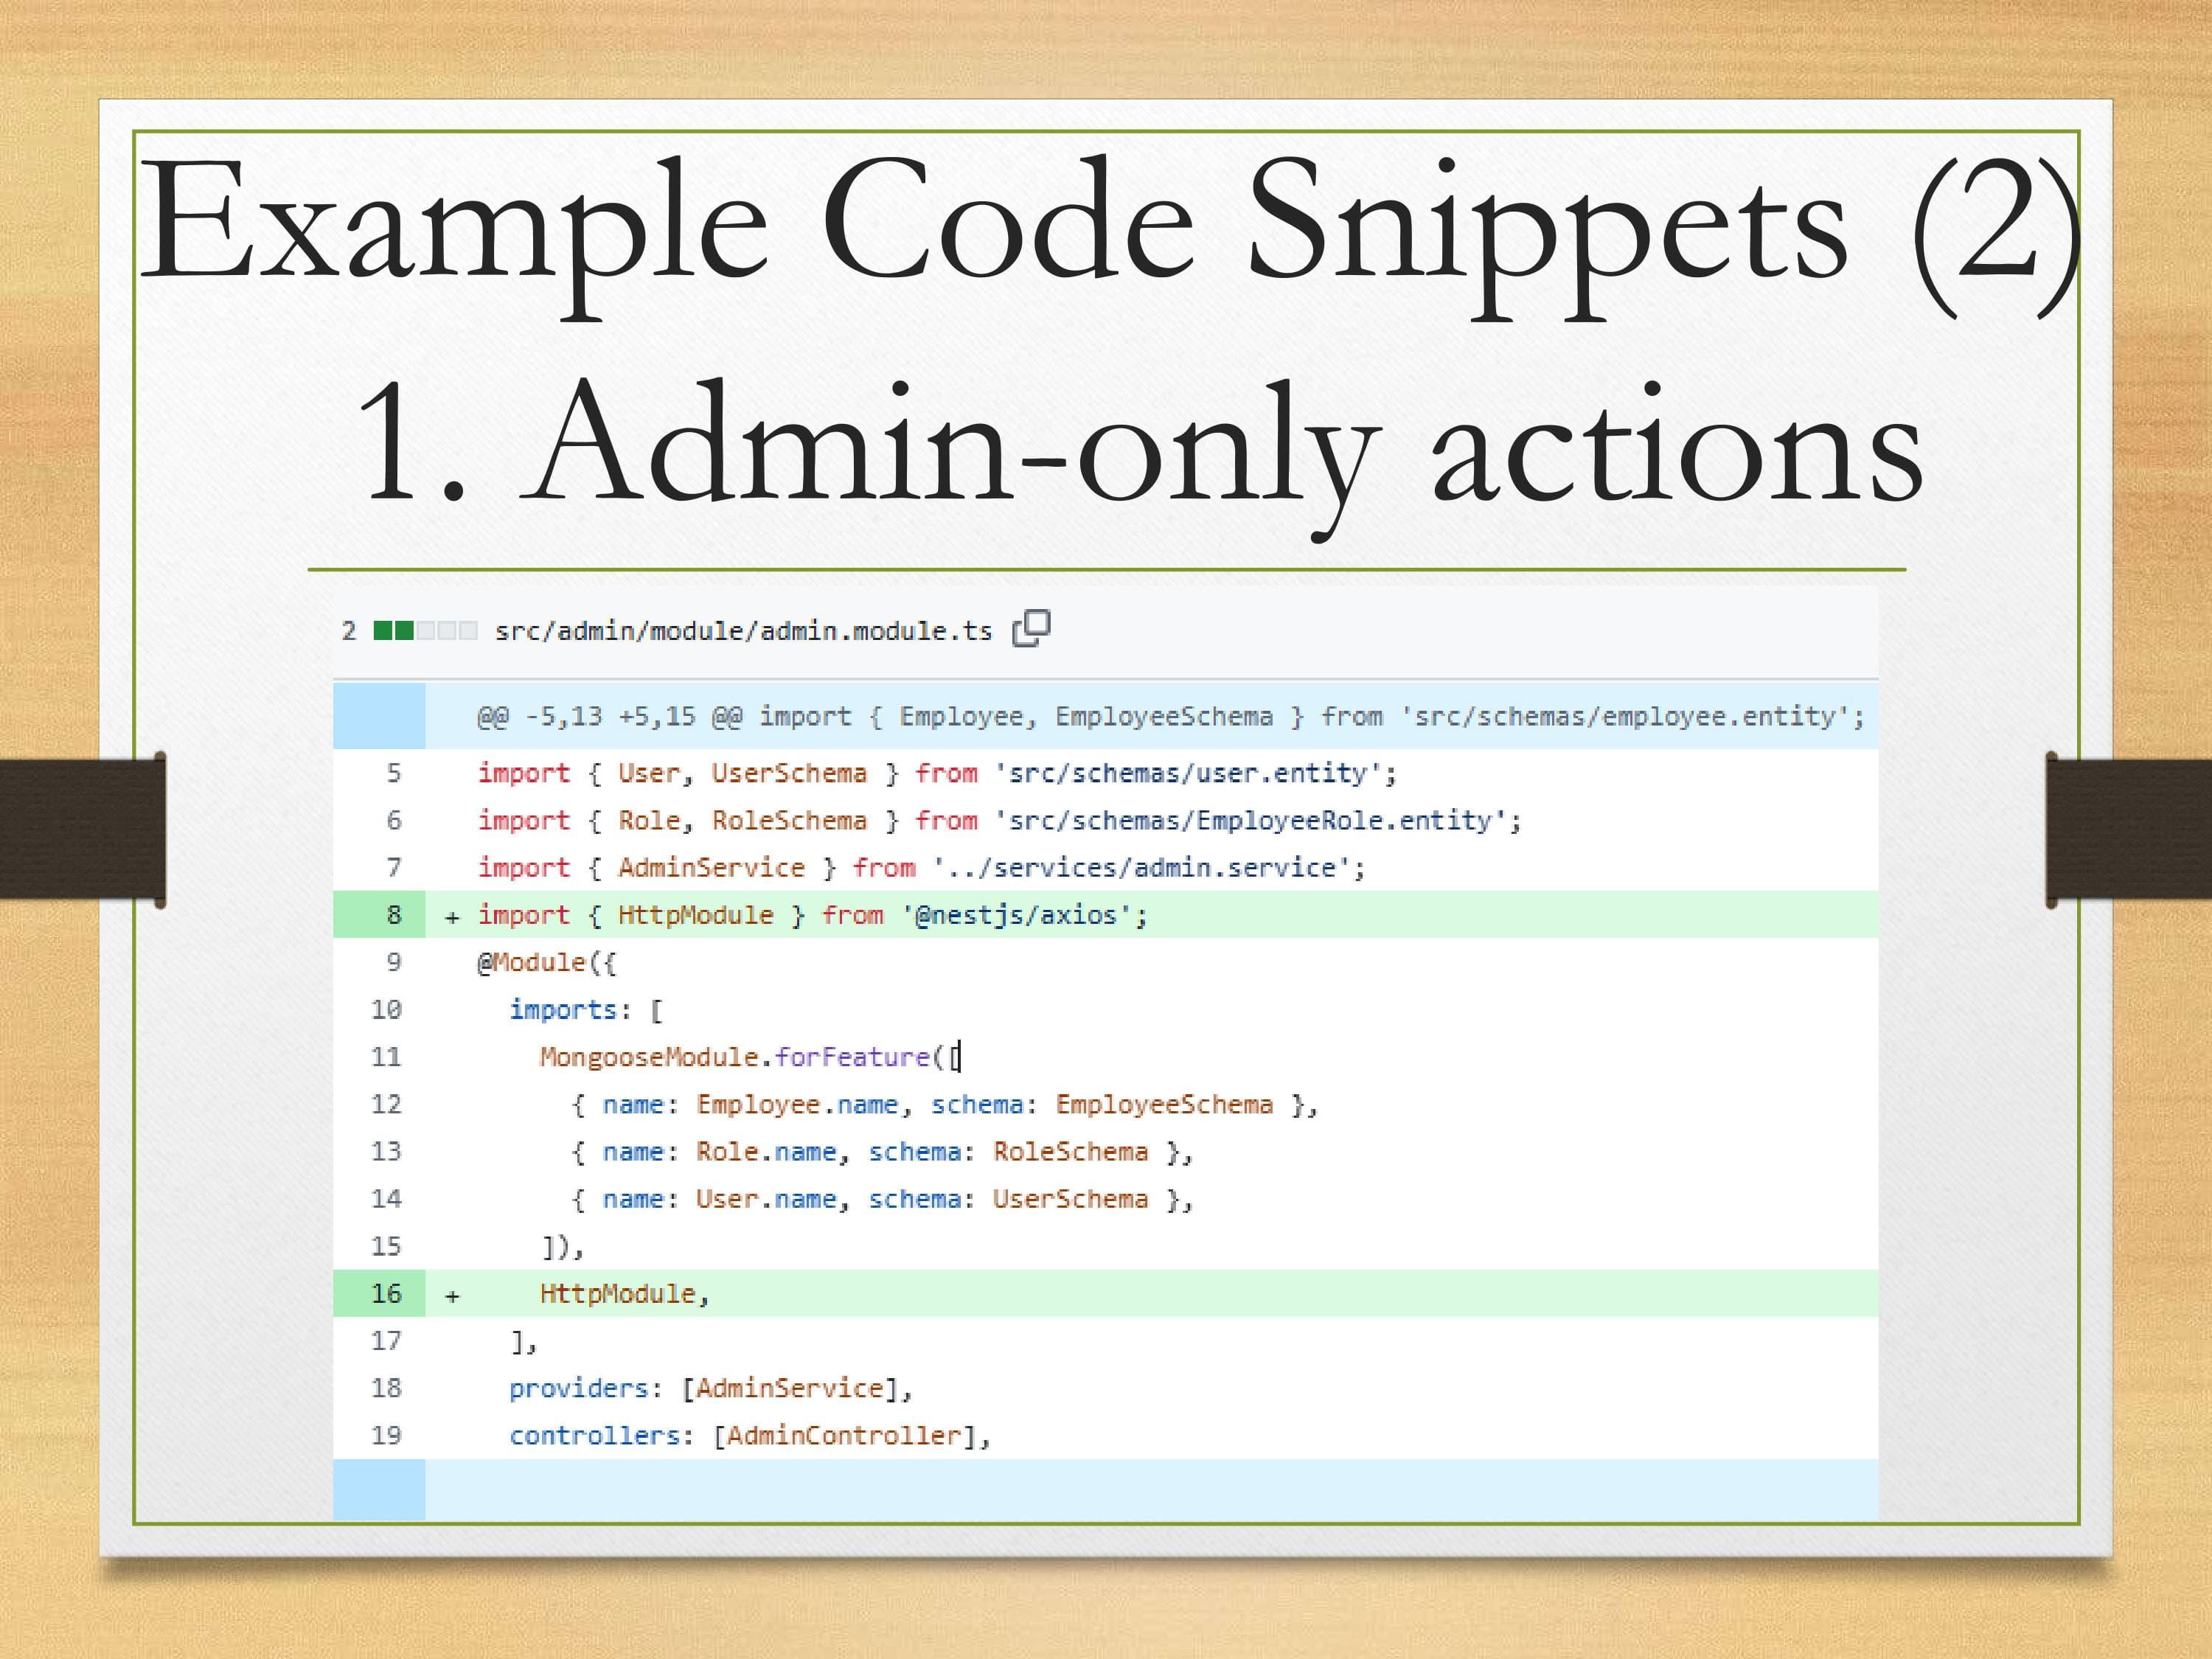 Example Code Snippets (2)
1. Admin-only actions
2 src/admin/module/admin.module.ts
@@ -5,13 +5,15 @@ import { Employee, EmployeeSchema } from 'src/schemas/employee.entity';
5 import { User, UserSchema } from 'src/schemas/user.entity';
6 import { Role, RoleSchema } from 'src/schemas/EmployeeRole.entity';
7 import { AdminService } from '../services/admin.service';
8 + import { HttpModule } from '@nestjs/axios';
9 @Module({
10 imports: [
11 MongooseModule.forFeature([
12 { name: Employee.name, schema: EmployeeSchema },
13 { name: Role.name, schema: RoleSchema },
14 { name: User.name, schema: UserSchema },
15 ]),
16 + HttpModule,
17 ],
18 providers: [AdminService],
19 controllers: [AdminController],